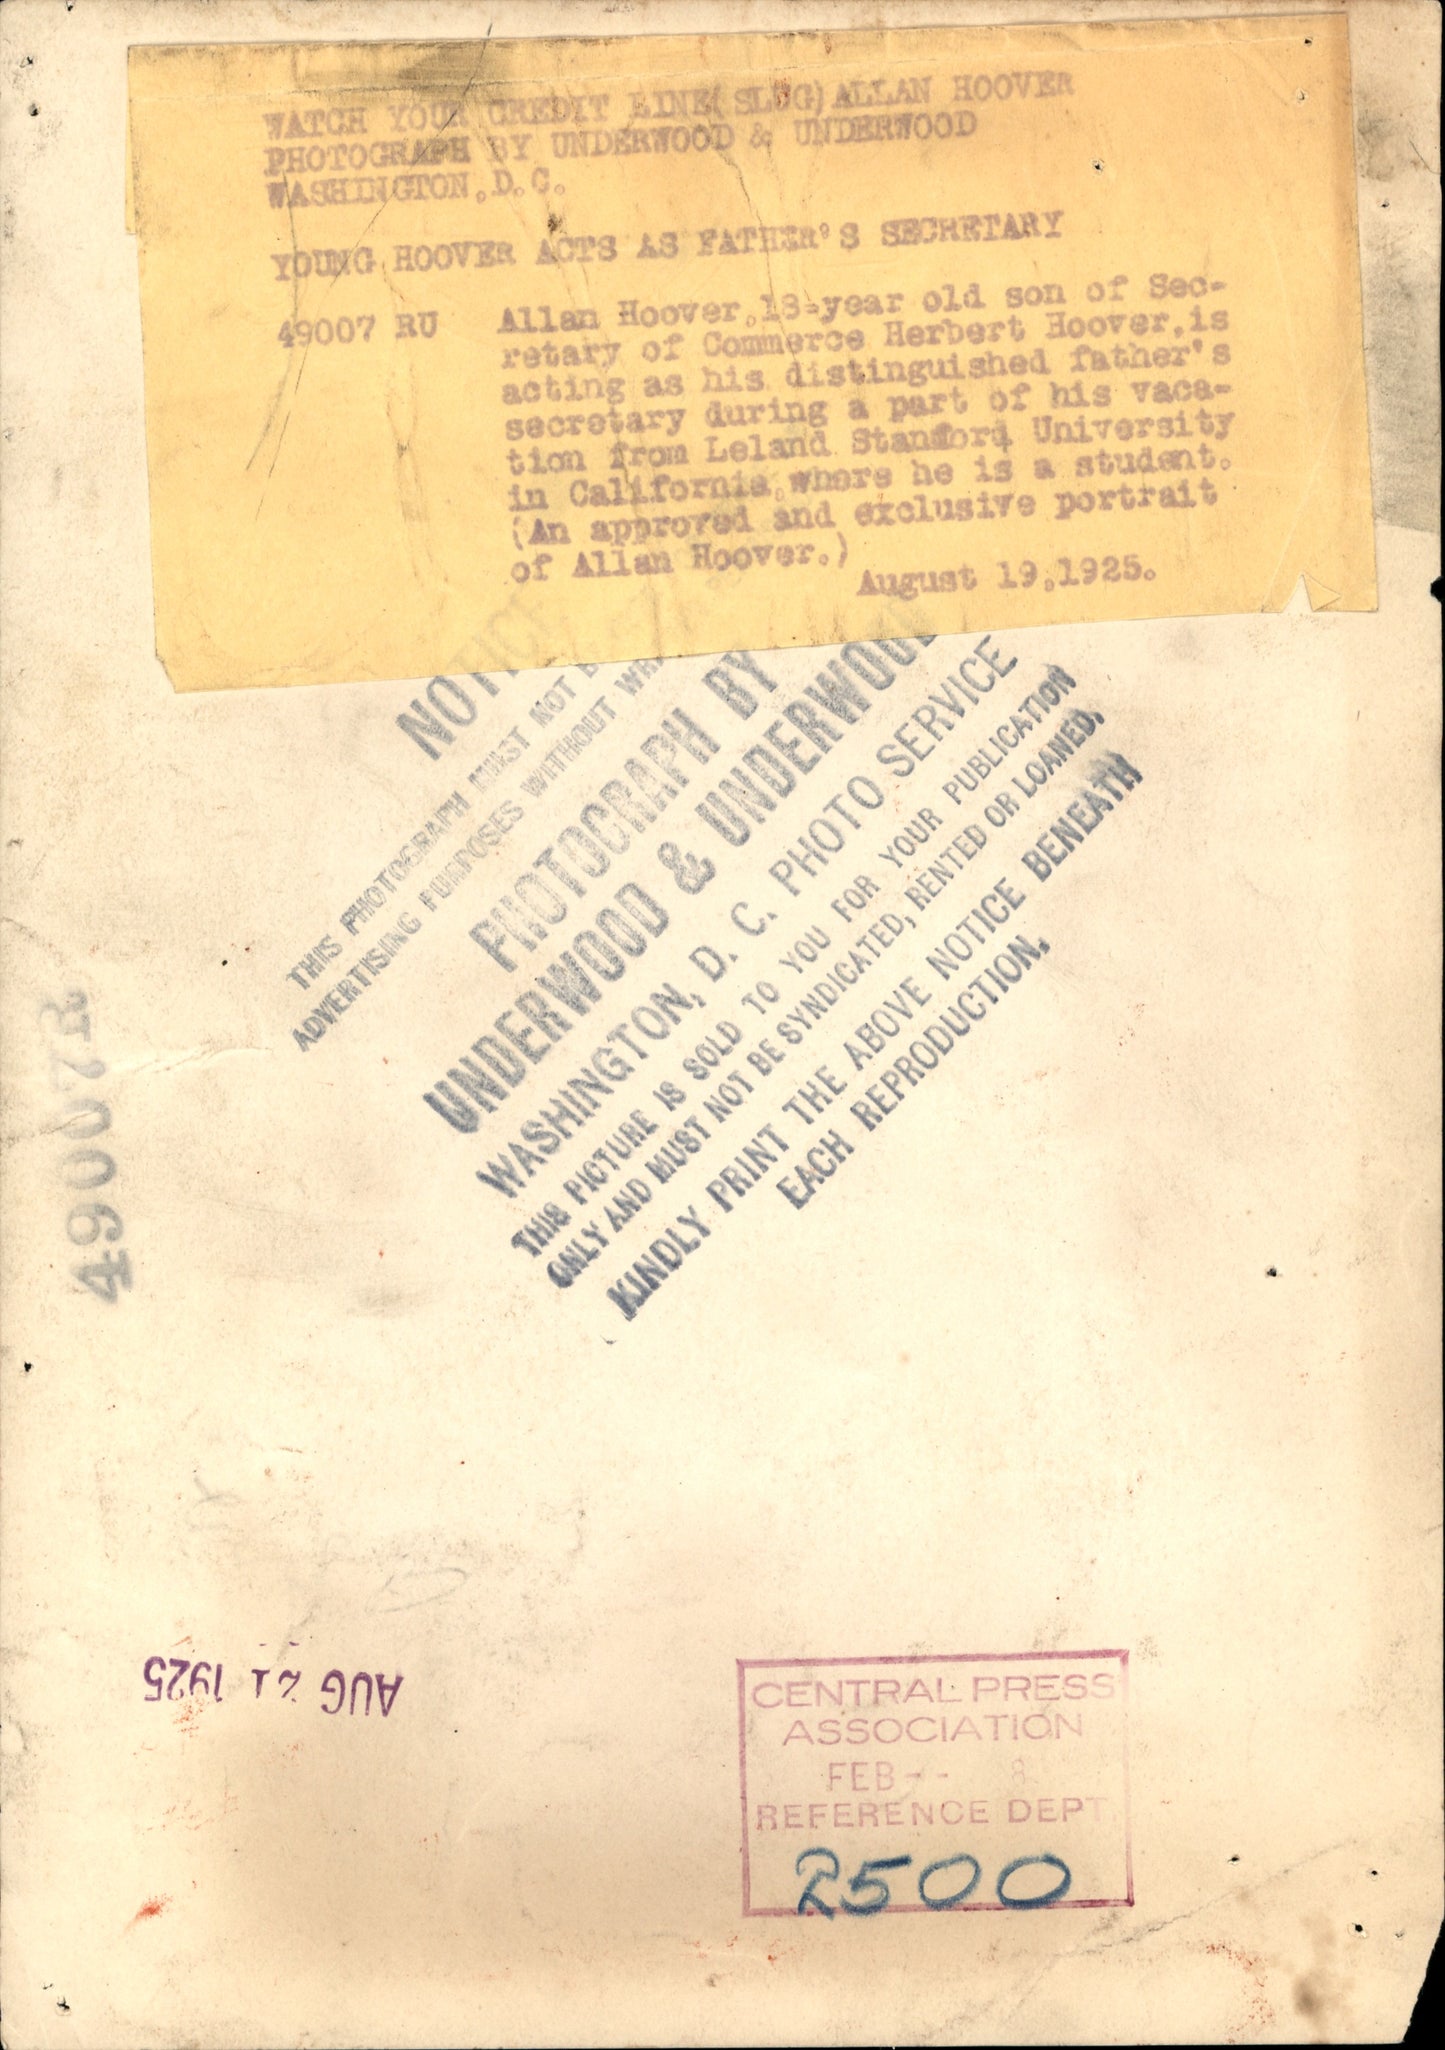 WATCH YOUR CREDIT LINE(SLUG)ALLAN HOOVER
PHOTOGRAPH BY UNDERWOOD & UNDERWOOD
WASHINGTON,D.C.
YOUNG HOOVER ACTS AS FATHER'S SECRETARY
49007 RU Allan Hoover,18-year old son of Sec-
retary of Commerce Herbert Hoover,is
acting as his distinguished father's
secretary during a part of his vaca-
tion from Leland Stanford University
in California,where he is a student.
(An approved and exclusive portrait
of Allan Hoover.)
August 19,1925.
NOTICE
THIS PHOTOGRAPH MUST NOT
ADVERTISING PURPOSES WITHOUT
PHOTOGRAPH BY
UNDERWOOD & UNDERWOOD
WASHINGTON, D. C. PHOTO SERVICE
THIS PICTURE IS SOLD TO YOU FOR YOUR PUBLICATION
ONLY AND MUST NOT BE SYNDICATED, RENTED OR LOANED.
KINDLY PRINT THE ABOVE NOTICE BENEATH
EACH REPRODUCTION.
49007R
AUG 21 1925
CENTRAL PRESS
ASSOCIATION
FEB -- 8
REFERENCE DEPT
2500